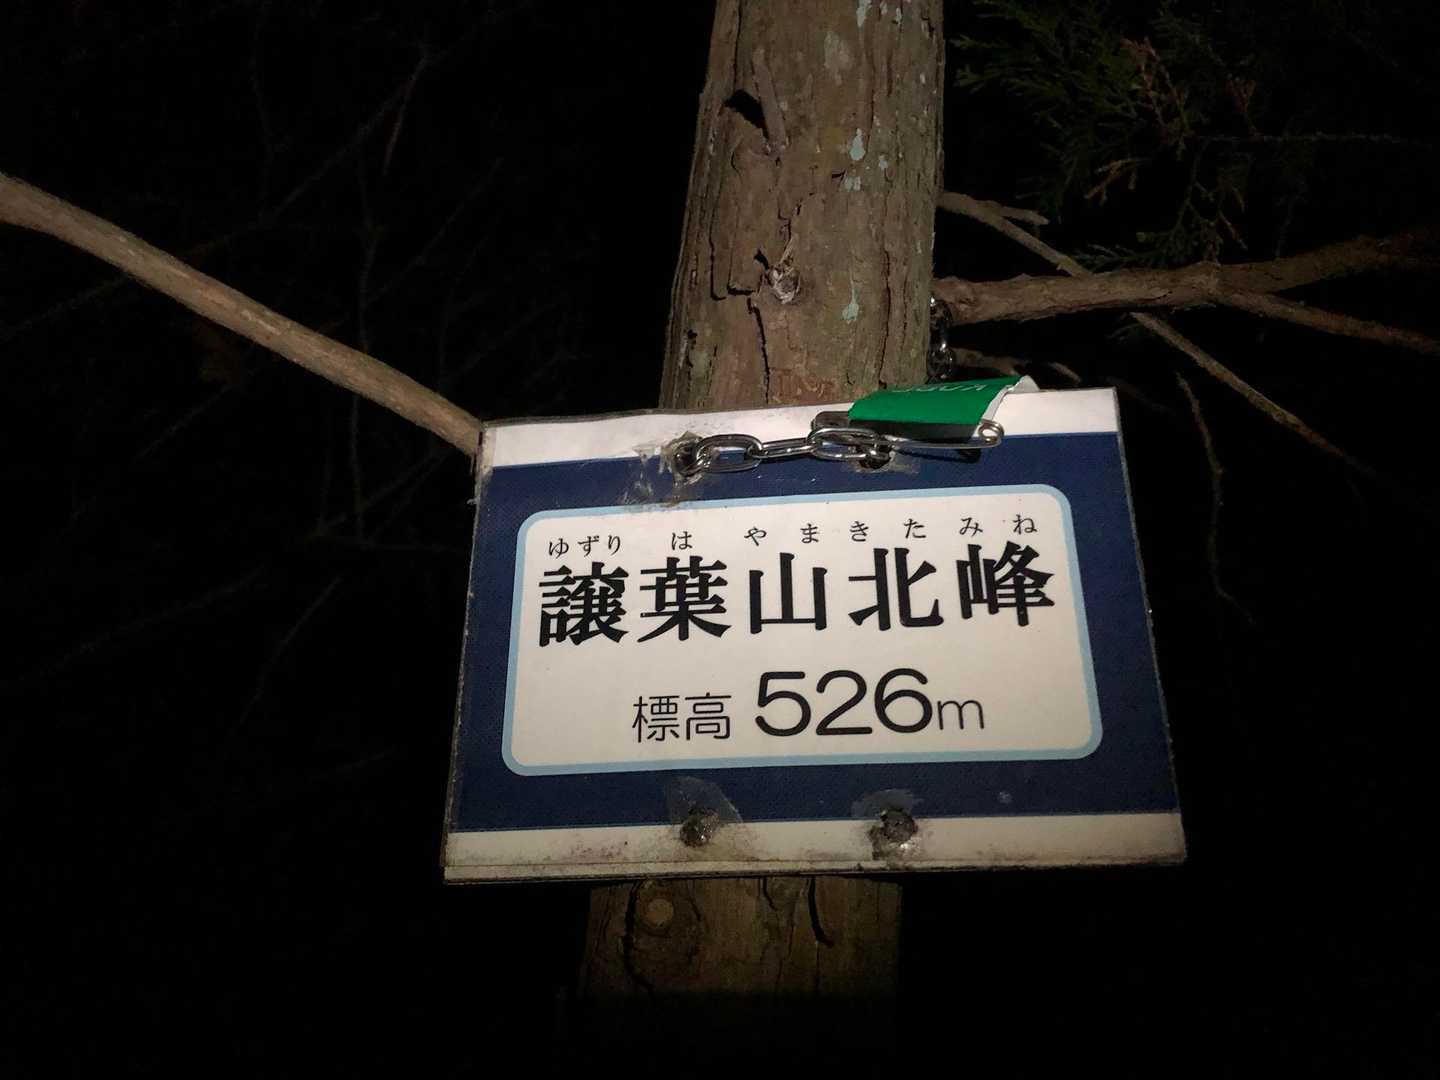 ゆずり は やまきたみね
譲葉山北峰
標高 526m